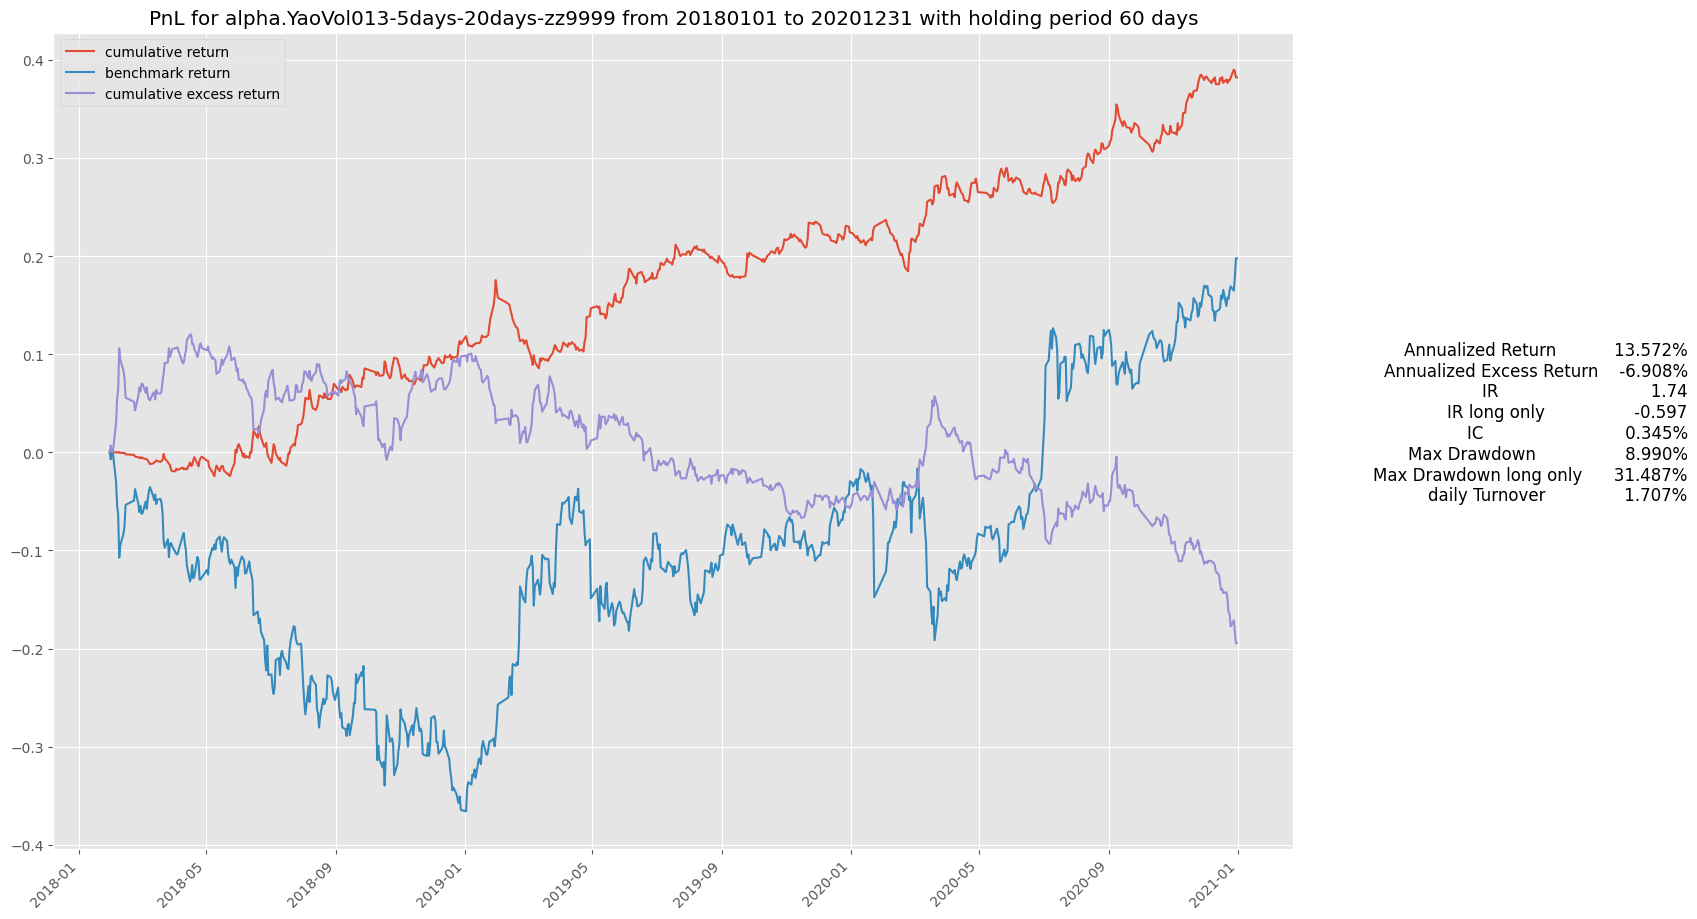 PnL for alpha.YaoVol013-5days-20days-zz9999 from 20180101 to 20201231 with holding period 60 days
cumulative return
benchmark return
cumulative excess return
0.4
0.3
0.2
0.1
0.0
−0.1
−0.2
−0.3
−0.4
2018-01
2018-05
2018-09
2019-01
2019-05
2019-09
2020-01
2020-05
2020-09
2021-01
Annualized Return 13.572%
Annualized Excess Return -6.908%
IR 1.74
IR long only -0.597
IC 0.345%
Max Drawdown 8.990%
Max Drawdown long only 31.487%
daily Turnover 1.707%